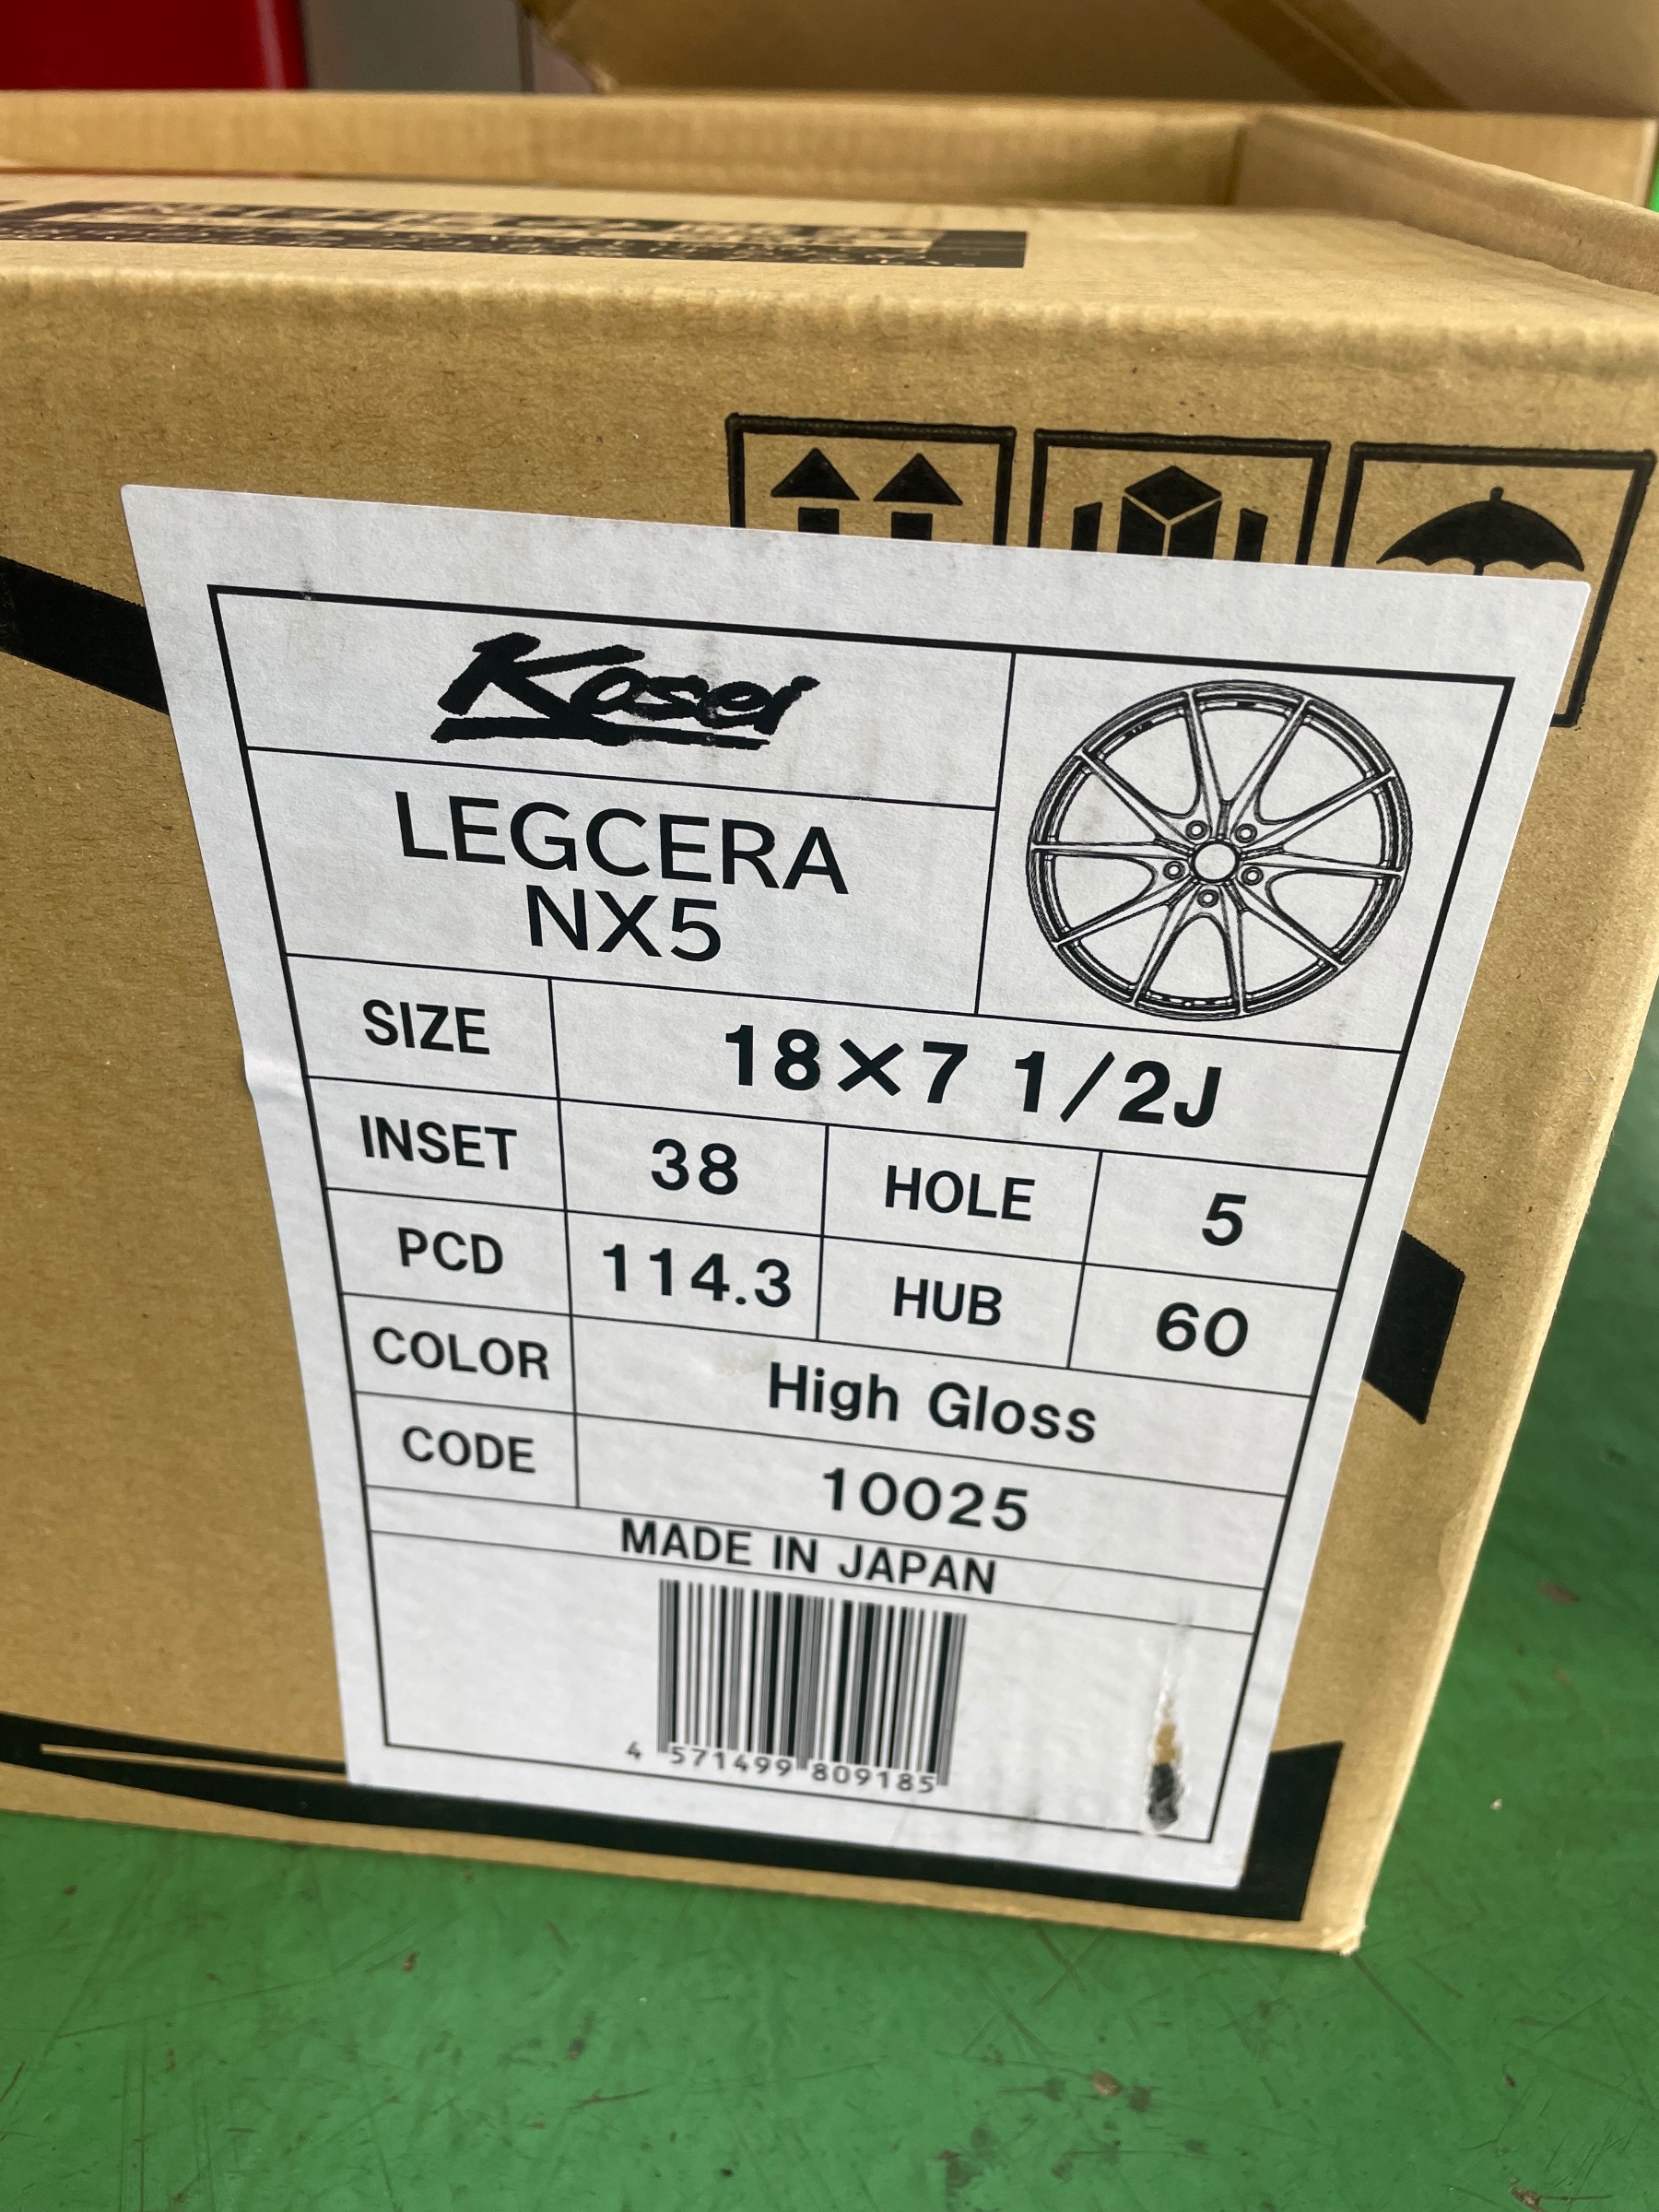 Kosei
LEGCERA
NX5
SIZE 18×7 1/2J
INSET 38 HOLE 5
PCD 114.3 HUB 60
COLOR High Gloss
CODE 10025
MADE IN JAPAN
4 571499 809185